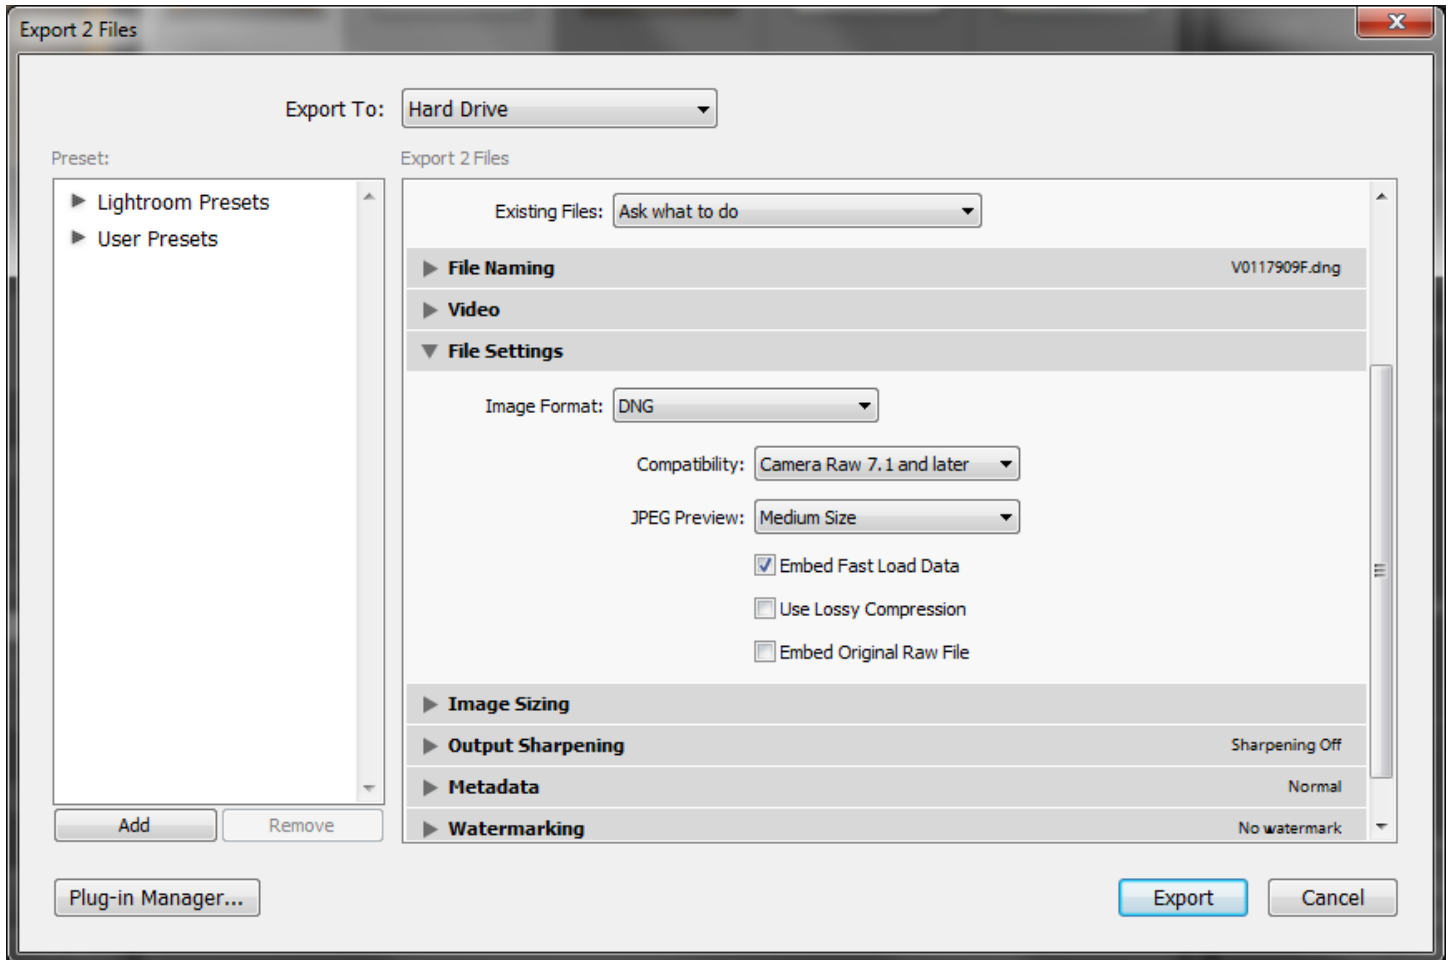 Export 2 Files
Export To: Hard Drive
Preset:
Export 2 Files
Lightroom Presets
User Presets
Existing Files: Ask what to do
File Naming V0117909F.dng
Video
File Settings
Image Format: DNG
Compatibility: Camera Raw 7.1 and later
JPEG Preview: Medium Size
Embed Fast Load Data
Use Lossy Compression
Embed Original Raw File
Image Sizing
Output Sharpening Sharpening Off
Metadata Normal
Watermarking No watermark
Add Remove
Plug-in Manager...
Export Cancel